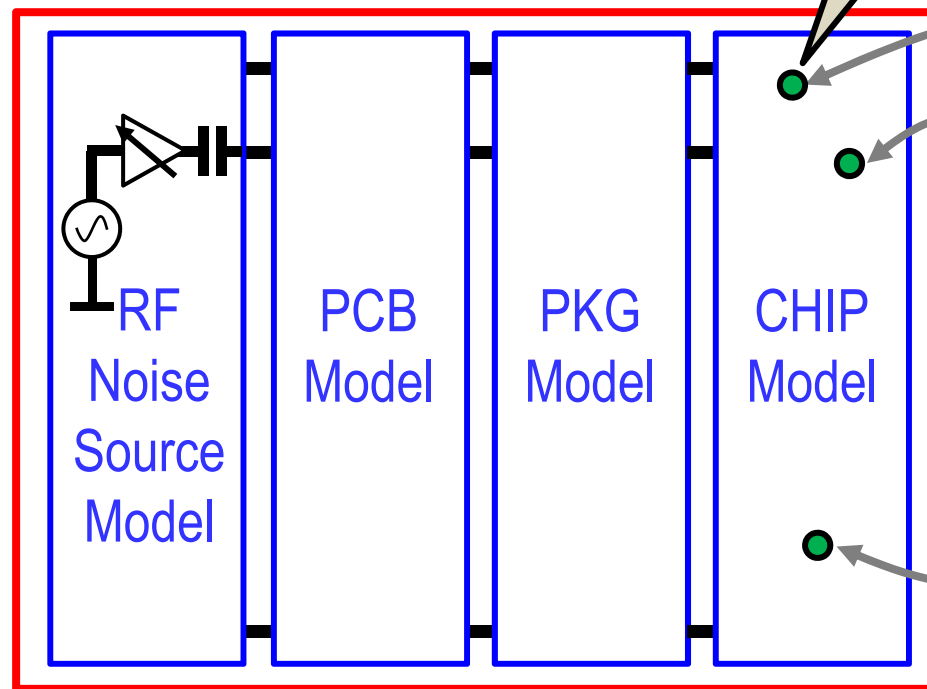 RF
Noise
Source
Model
PCB
Model
PKG
Model
CHIP
Model